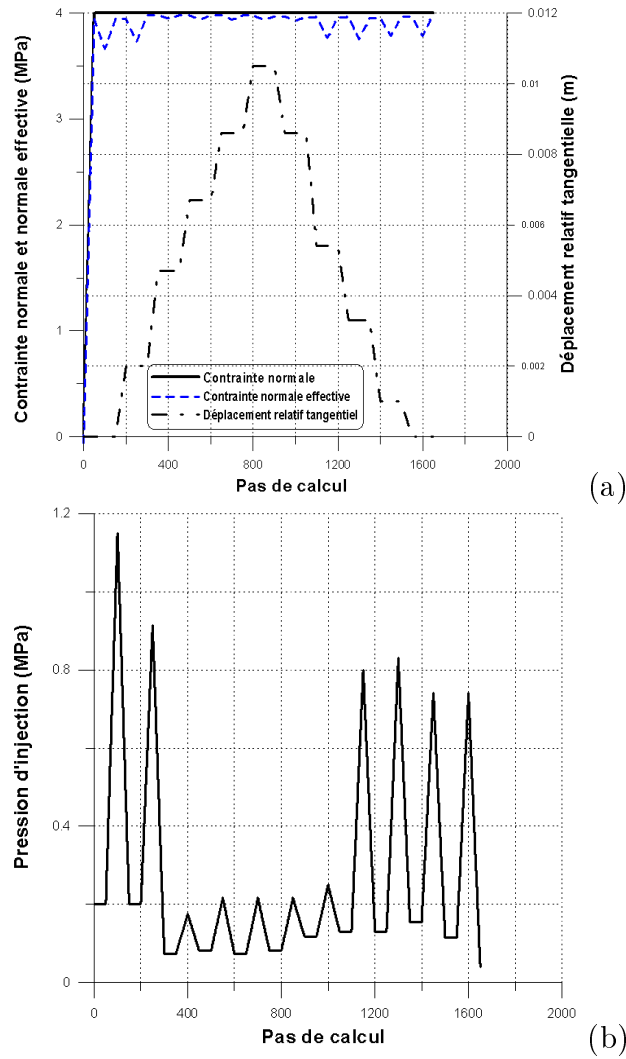 4
3
2
1
0
Contrainte normale et normale effective (MPa)
0.012
0.01
0.008
0.006
0.004
0.002
0
Déplacement relatif tangentielle (m)
Contrainte normale
Contrainte normale effective
Déplacement relatif tangentiel
0 400 800 1200 1600 2000
Pas de calcul
(a)
1.2
0.8
0.4
0
Pression d'injection (MPa)
0 400 800 1200 1600 2000
Pas de calcul
(b)